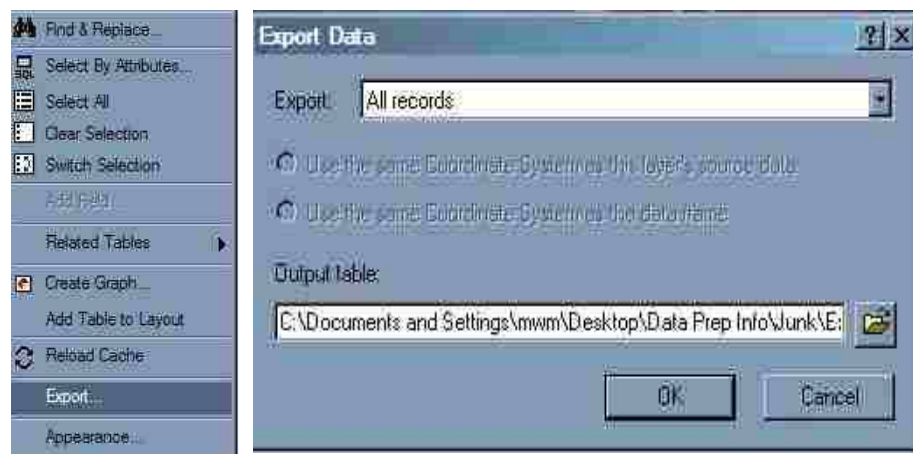 Find & Replace...
Select By Attributes...
SQL
Select All
Clear Selection
Switch Selection
Add Field...
Related Tables
Create Graph...
Add Table to Layout
Reload Cache
Export...
Appearance...
Export Data
Export: All records
Use the same Coordinate System as this layer's source data
Use the same Coordinate System as the data frame
Output table:
C:\Documents and Settings\mwm\Desktop\Data Prep Info\Junk\E:
OK Cancel